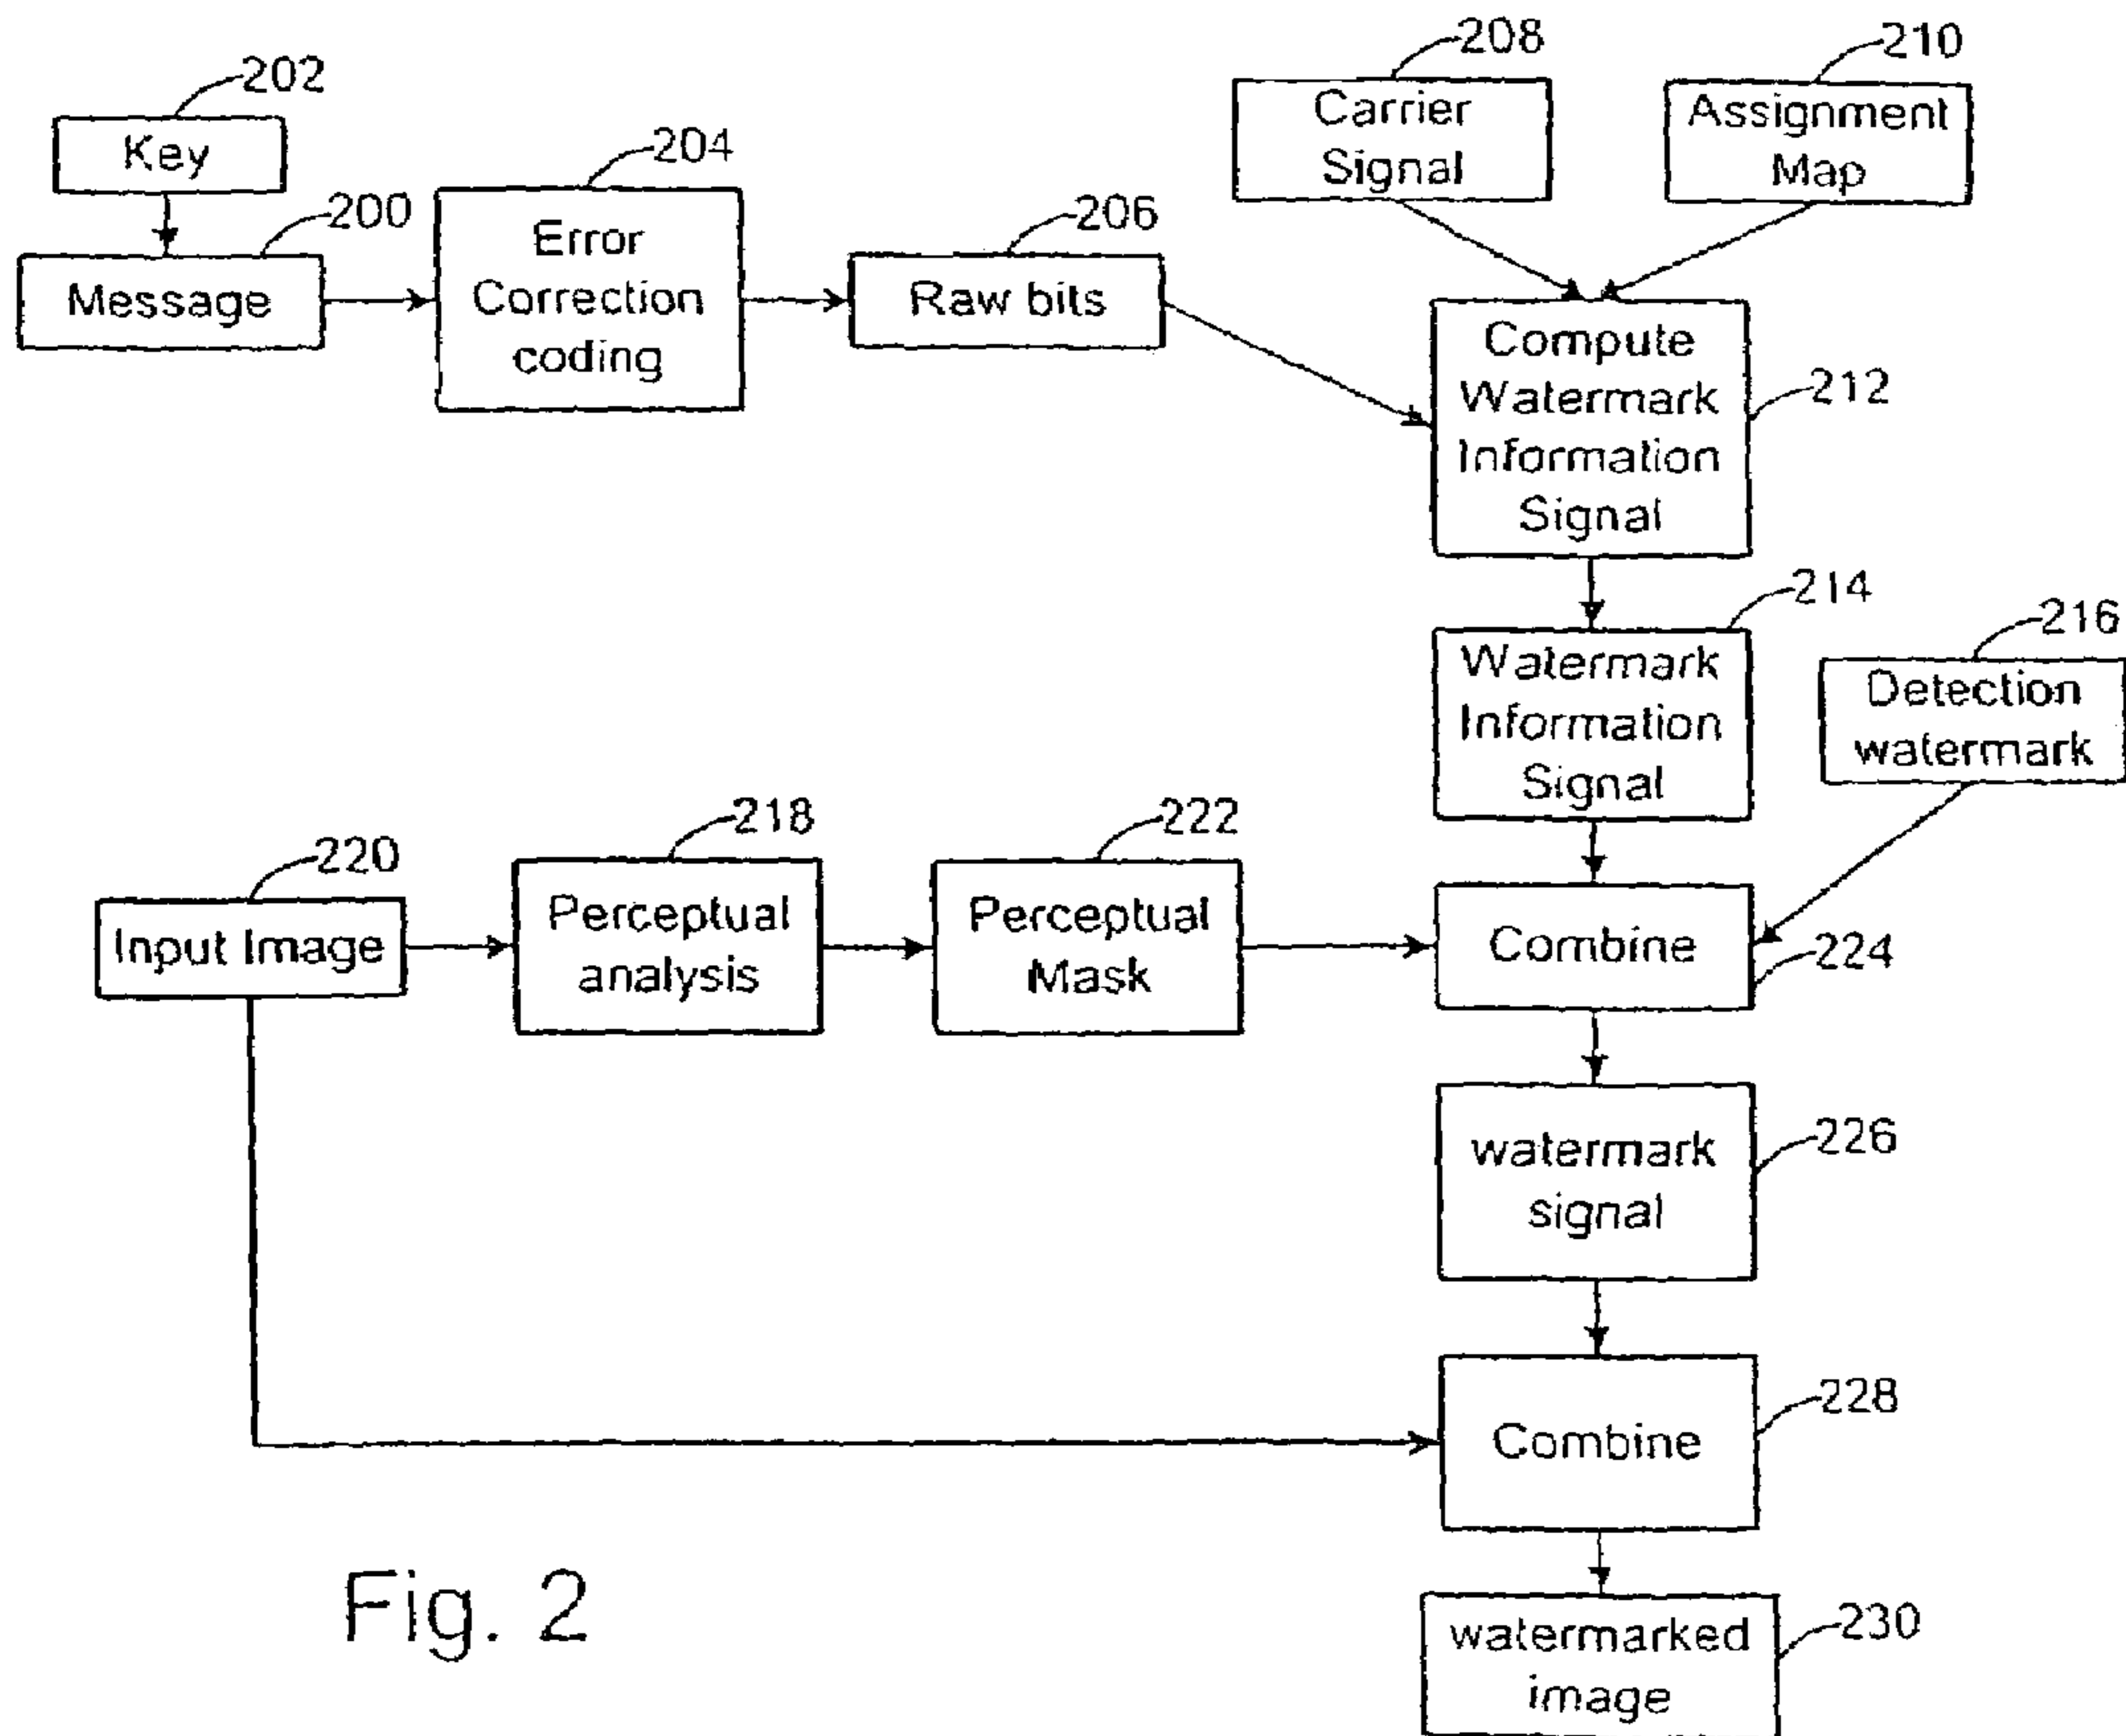 208
210
202
Carrier
Signal
Assignment
Map
Key
204
200
206
Error
Correction
coding
Message
Raw bits
Compute
Watermark
Information
Signal
212
214
216
Watermark
Information
Signal
Detection
watermark
218
222
220
Perceptual
analysis
Perceptual
Mask
Input Image
Combine
224
watermark
signal
226
Combine
228
Fig. 2
watermarked
image
230